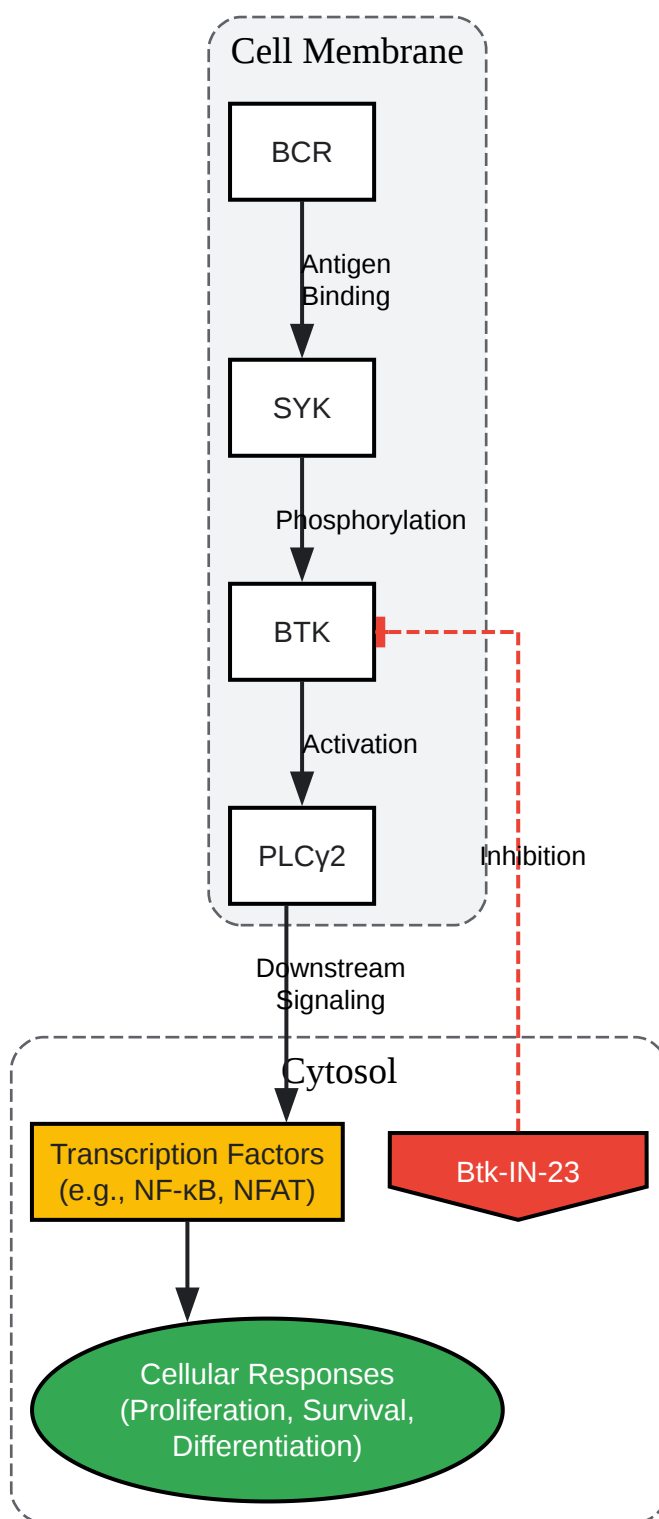 Cell Membrane
BCR
Antigen
Binding
SYK
Phosphorylation
BTK
Activation
PLCγ2
Inhibition
Downstream
Signaling
Cytosol
Transcription Factors
(e.g., NF-κB, NFAT)
Btk-IN-23
Cellular Responses
(Proliferation, Survival,
Differentiation)